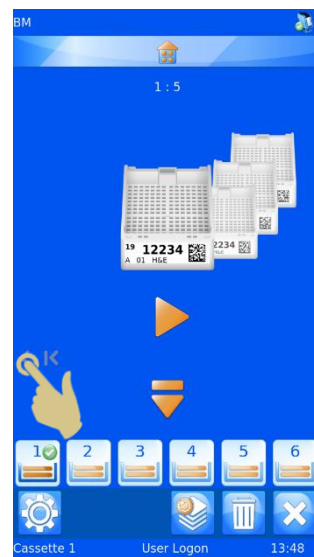 BM
1 : 5
19 12234
A 01 H&E
2234
H&E
1 2 3 4 5 6
Cassette 1 User Logon 13:48